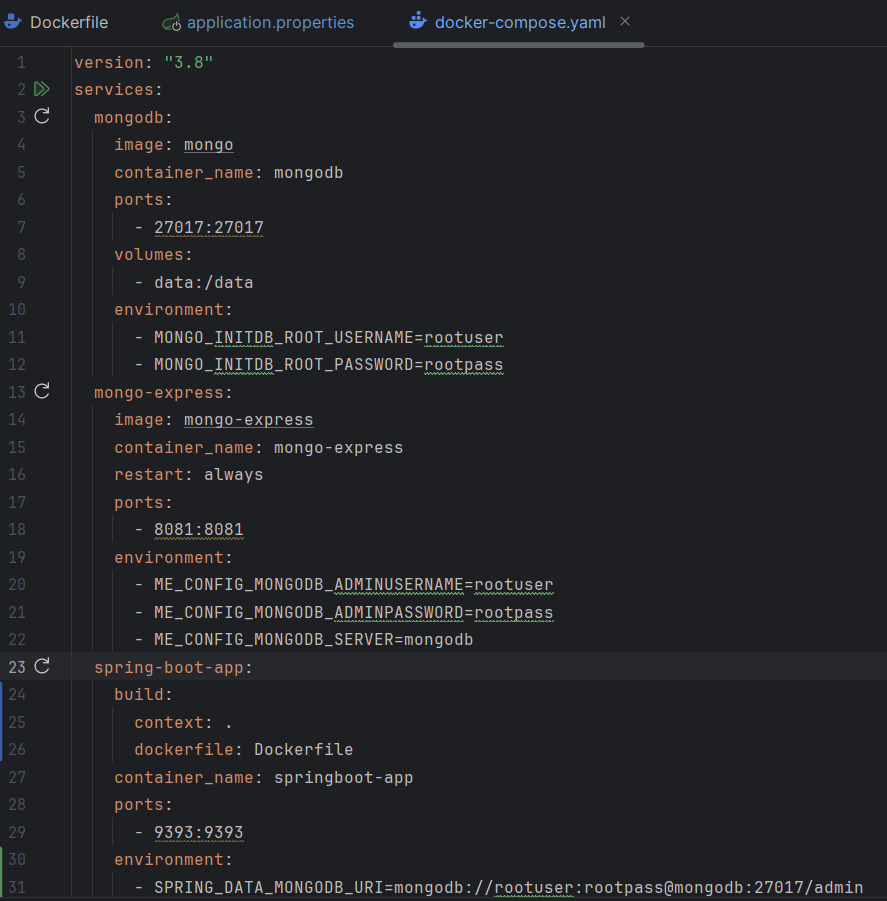 Dockerfile application.properties docker-compose.yaml
1 version: "3.8"
2 services:
3   mongodb:
4     image: mongo
5     container_name: mongodb
6     ports:
7       - 27017:27017
8     volumes:
9       - data:/data
10     environment:
11       - MONGO_INITDB_ROOT_USERNAME=rootuser
12       - MONGO_INITDB_ROOT_PASSWORD=rootpass
13   mongo-express:
14     image: mongo-express
15     container_name: mongo-express
16     restart: always
17     ports:
18       - 8081:8081
19     environment:
20       - ME_CONFIG_MONGODB_ADMINUSERNAME=rootuser
21       - ME_CONFIG_MONGODB_ADMINPASSWORD=rootpass
22       - ME_CONFIG_MONGODB_SERVER=mongodb
23   spring-boot-app:
24     build:
25       context: .
26       dockerfile: Dockerfile
27     container_name: springboot-app
28     ports:
29       - 9393:9393
30     environment:
31       - SPRING_DATA_MONGODB_URI=mongodb://rootuser:rootpass@mongodb:27017/admin